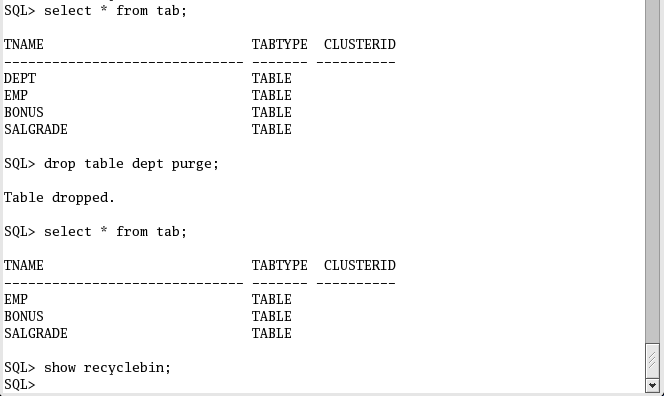 SQL> select * from tab;
TNAME                          TABTYPE  CLUSTERID
------------------------------ ------- ----------
DEPT                           TABLE
EMP                            TABLE
BONUS                          TABLE
SALGRADE                       TABLE
SQL> drop table dept purge;
Table dropped.
SQL> select * from tab;
TNAME                          TABTYPE  CLUSTERID
------------------------------ ------- ----------
EMP                            TABLE
BONUS                          TABLE
SALGRADE                       TABLE
SQL> show recyclebin;
SQL>